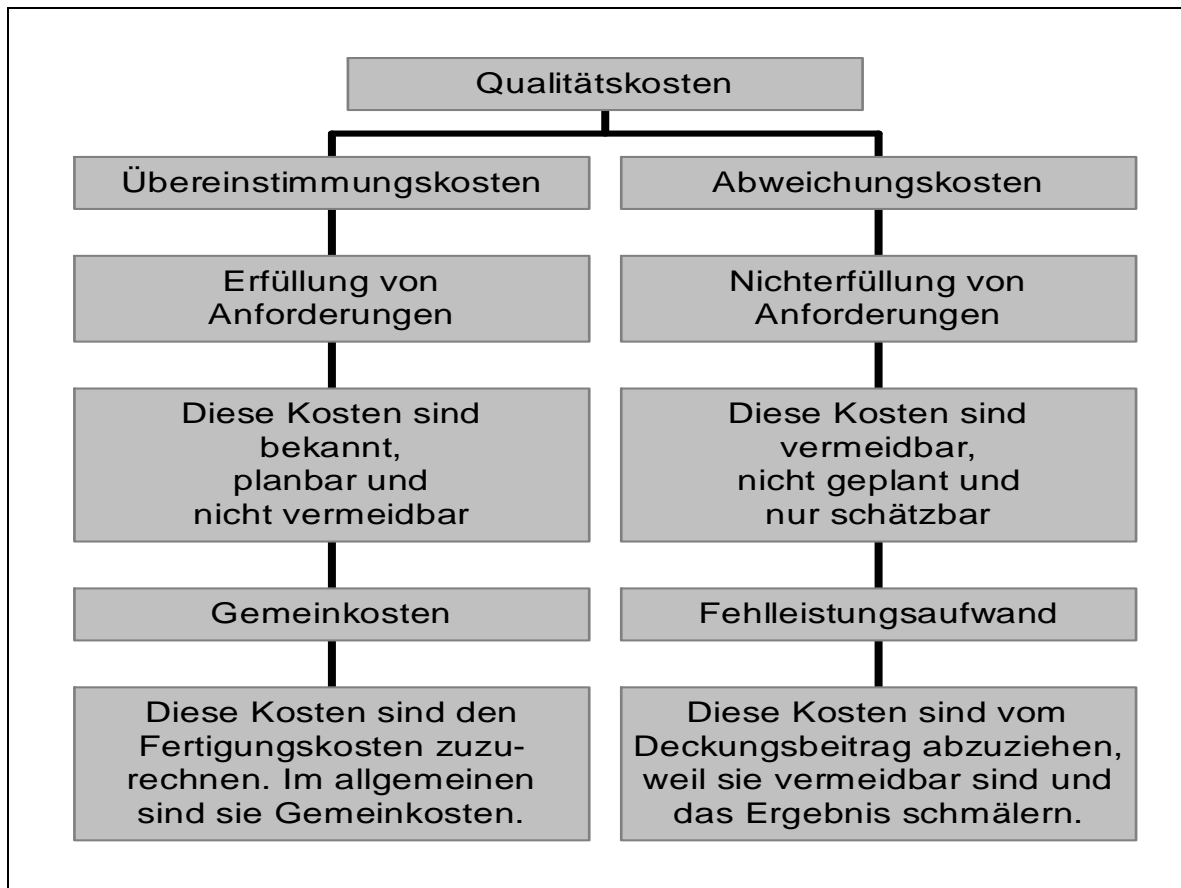 Qualitätskosten
Übereinstimmungskosten
Erfüllung von
Anforderungen
Diese Kosten sind
bekannt,
planbar und
nicht vermeidbar
Gemeinkosten
Diese Kosten sind den
Fertigungskosten zuzu-
rechnen. Im allgemeinen
sind sie Gemeinkosten.
Abweichungskosten
Nichterfüllung von
Anforderungen
Diese Kosten sind
vermeidbar,
nicht geplant und
nur schätzbar
Fehlleistungsaufwand
Diese Kosten sind vom
Deckungsbeitrag abzuziehen,
weil sie vermeidbar sind und
das Ergebnis schmälern.